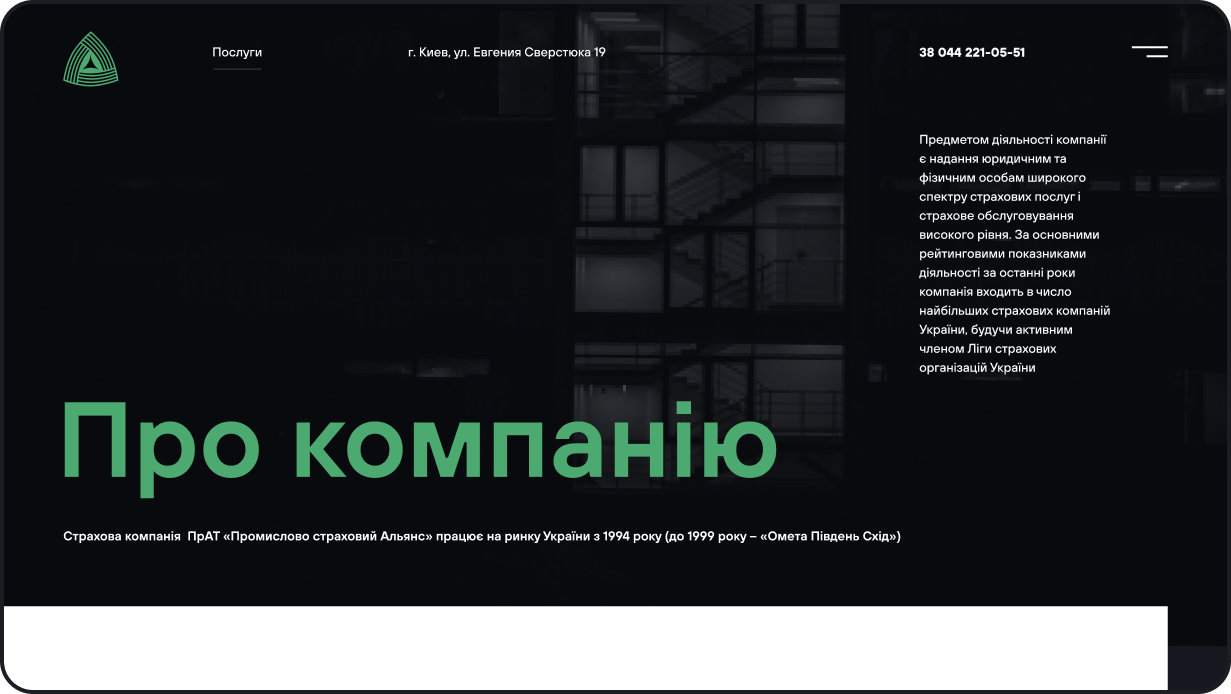 Послуги
г. Киев, ул. Евгения Сверстюка 19
38 044 221-05-51
Предметом діяльності компанії
є надання юридичним та
фізичним особам широкого
спектру страхових послуг і
страхове обслуговування
високого рівня. За основними
рейтинговими показниками
діяльності за останні роки
компанія входить в число
найбільших страхових компаній
України, будучи активним
членом Ліги страхових
організацій України
Про компанію
Страхова компанія  ПрАТ «Промислово страховий Альянс» працює на ринку України з 1994 року (до 1999 року – «Омета Південь Схід»)